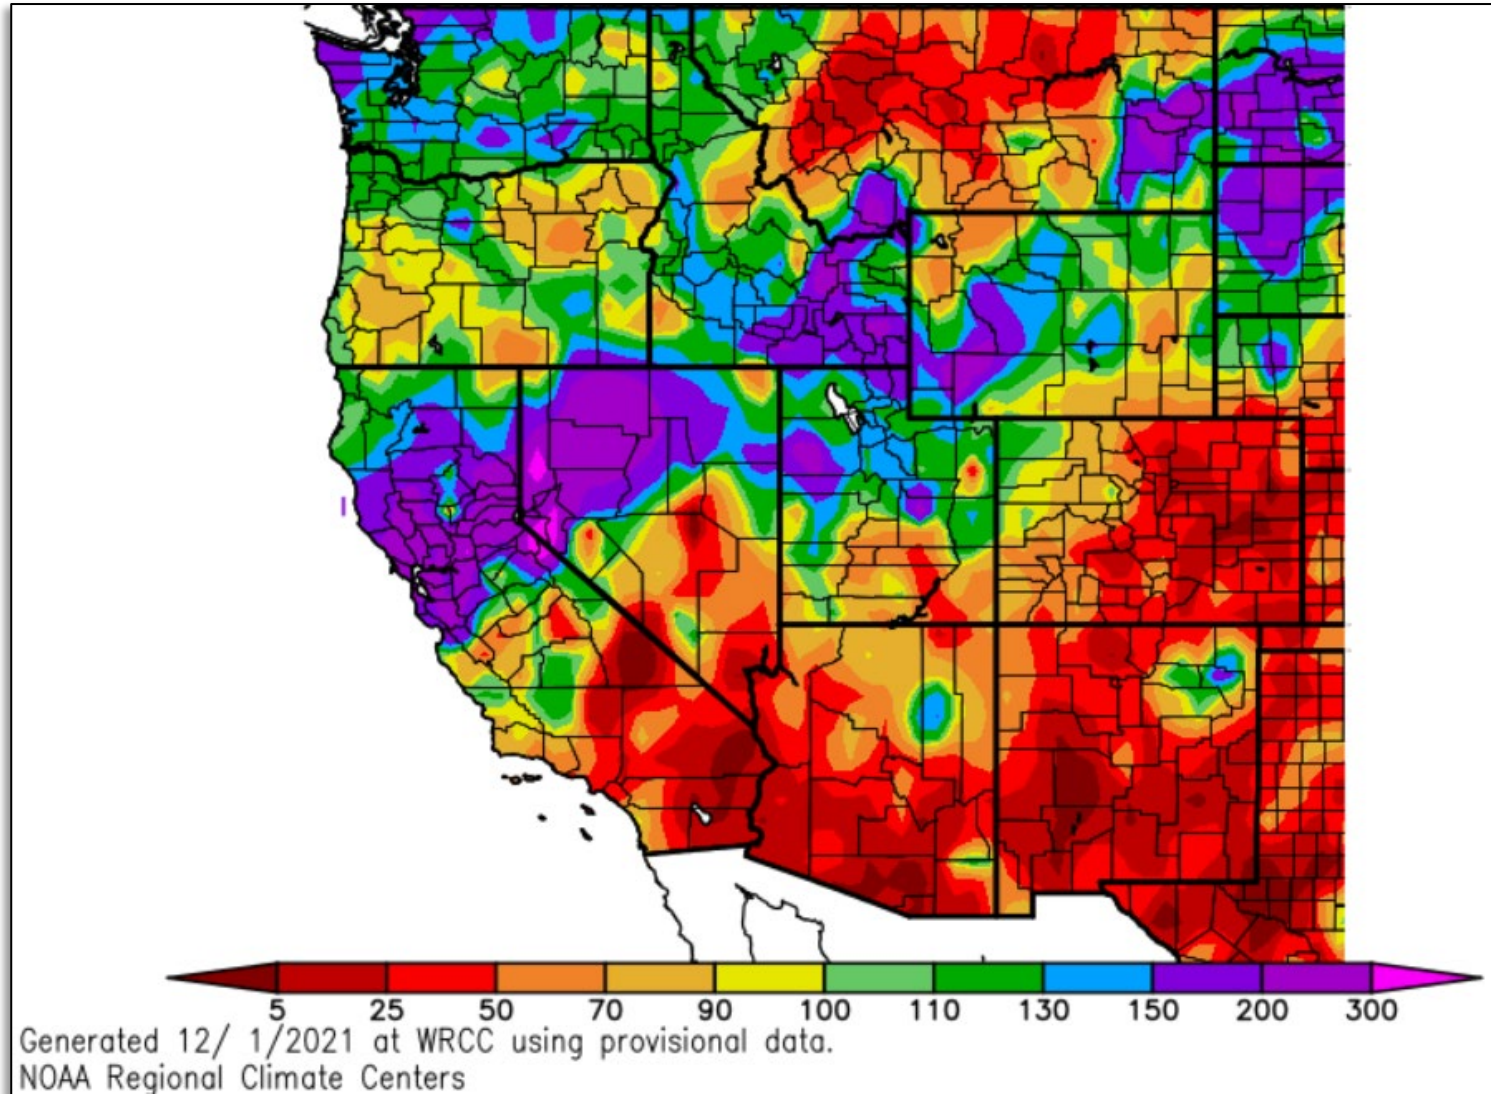 5 25 50 70 90 100 110 130 150 200 300
Generated 12/ 1/2021 at WRCC using provisional data.
NOAA Regional Climate Centers